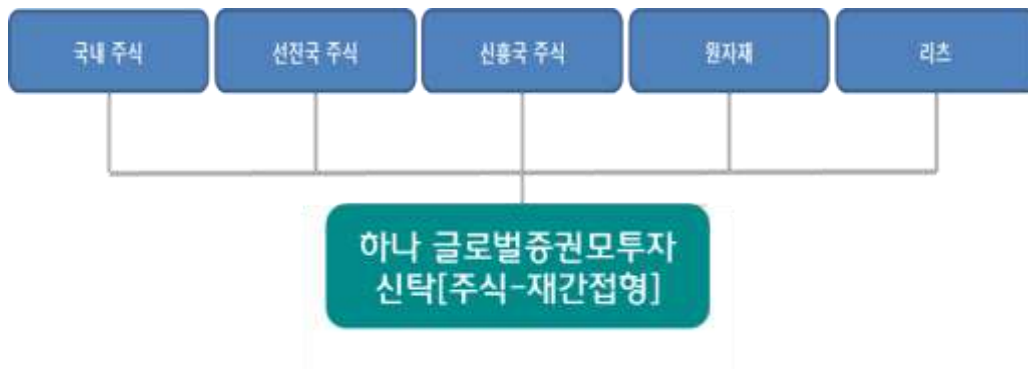 국내 주식
선진국 주식
신흥국 주식
원자재
리츠
하나 글로벌증권모투자
신탁[주식-재간접형]